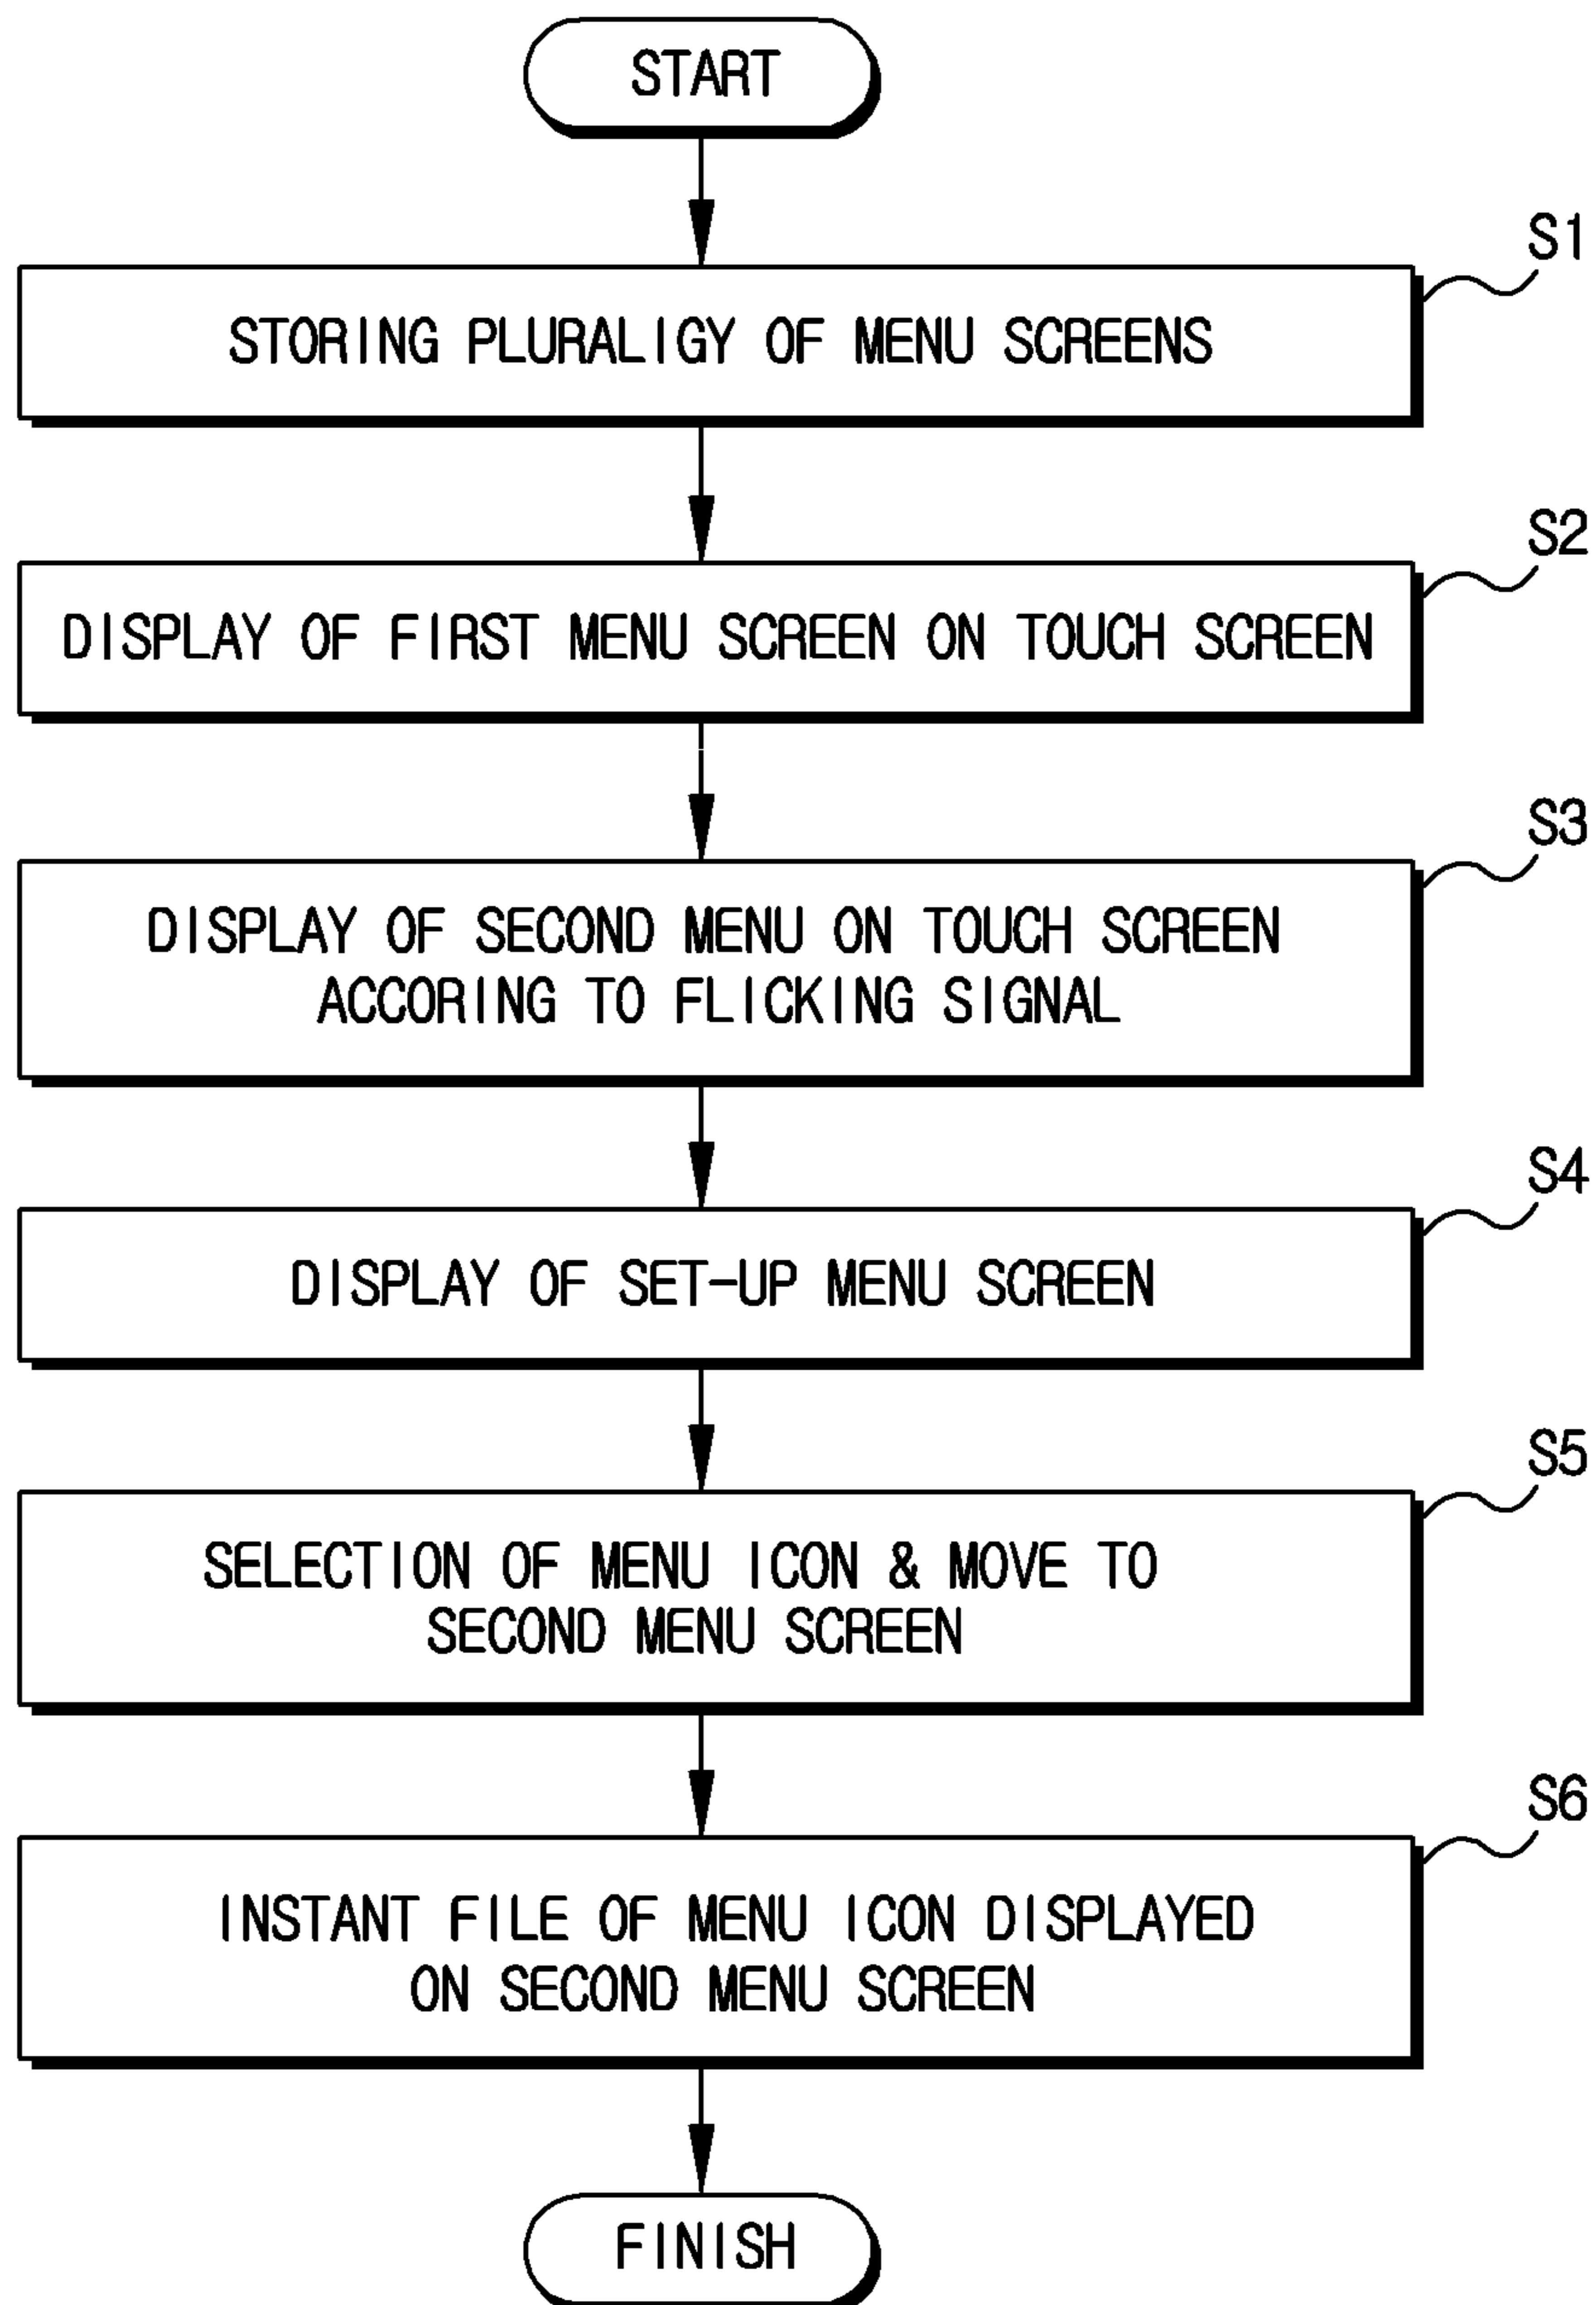 START
S1
STORING PLURALIGY OF MENU SCREENS
S2
DISPLAY OF FIRST MENU SCREEN ON TOUCH SCREEN
S3
DISPLAY OF SECOND MENU ON TOUCH SCREEN
ACCORING TO FLICKING SIGNAL
S4
DISPLAY OF SET-UP MENU SCREEN
S5
SELECTION OF MENU ICON & MOVE TO
SECOND MENU SCREEN
S6
INSTANT FILE OF MENU ICON DISPLAYED
ON SECOND MENU SCREEN
FINISH